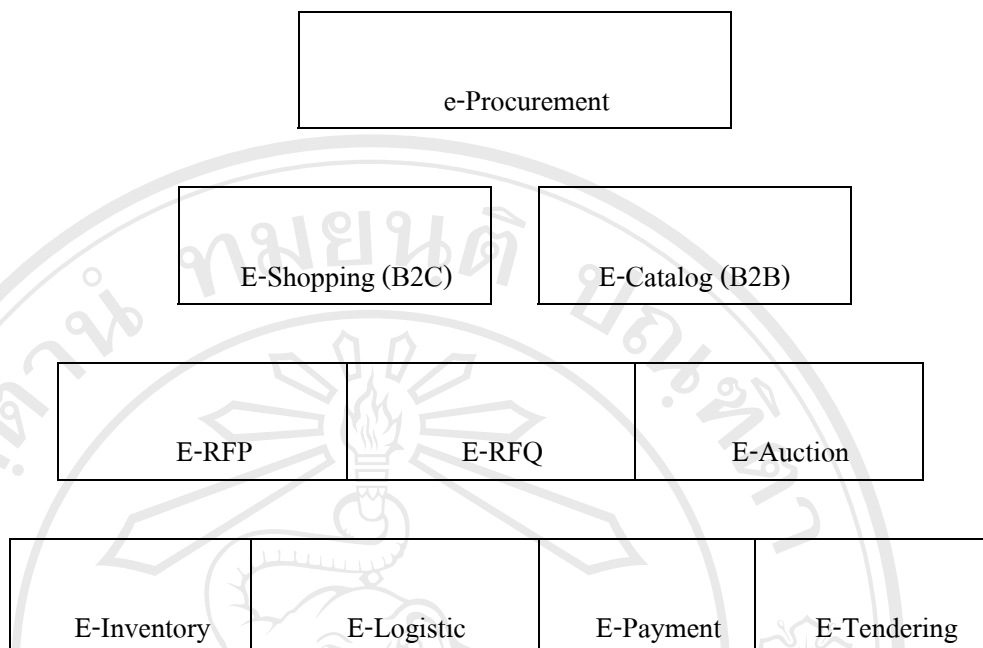 e-Procurement
E-Shopping (B2C) E-Catalog (B2B)
E-RFP E-RFQ E-Auction
E-Inventory E-Logistic E-Payment E-Tendering